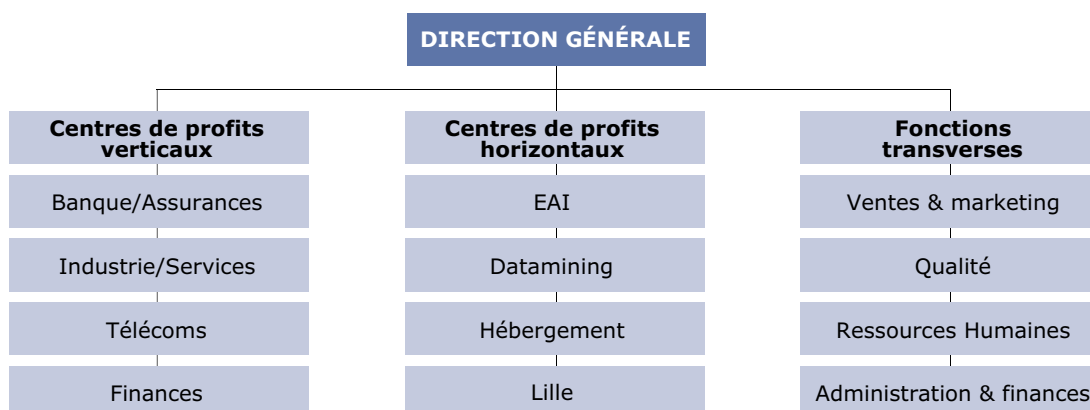 DIRECTION GÉNÉRALE
Centres de profits
verticaux
Banque/Assurances
Industrie/Services
Télécoms
Finances
Centres de profits
horizontaux
EAI
Datamining
Hébergement
Lille
Fonctions
transverses
Ventes & marketing
Qualité
Ressources Humaines
Administration & finances